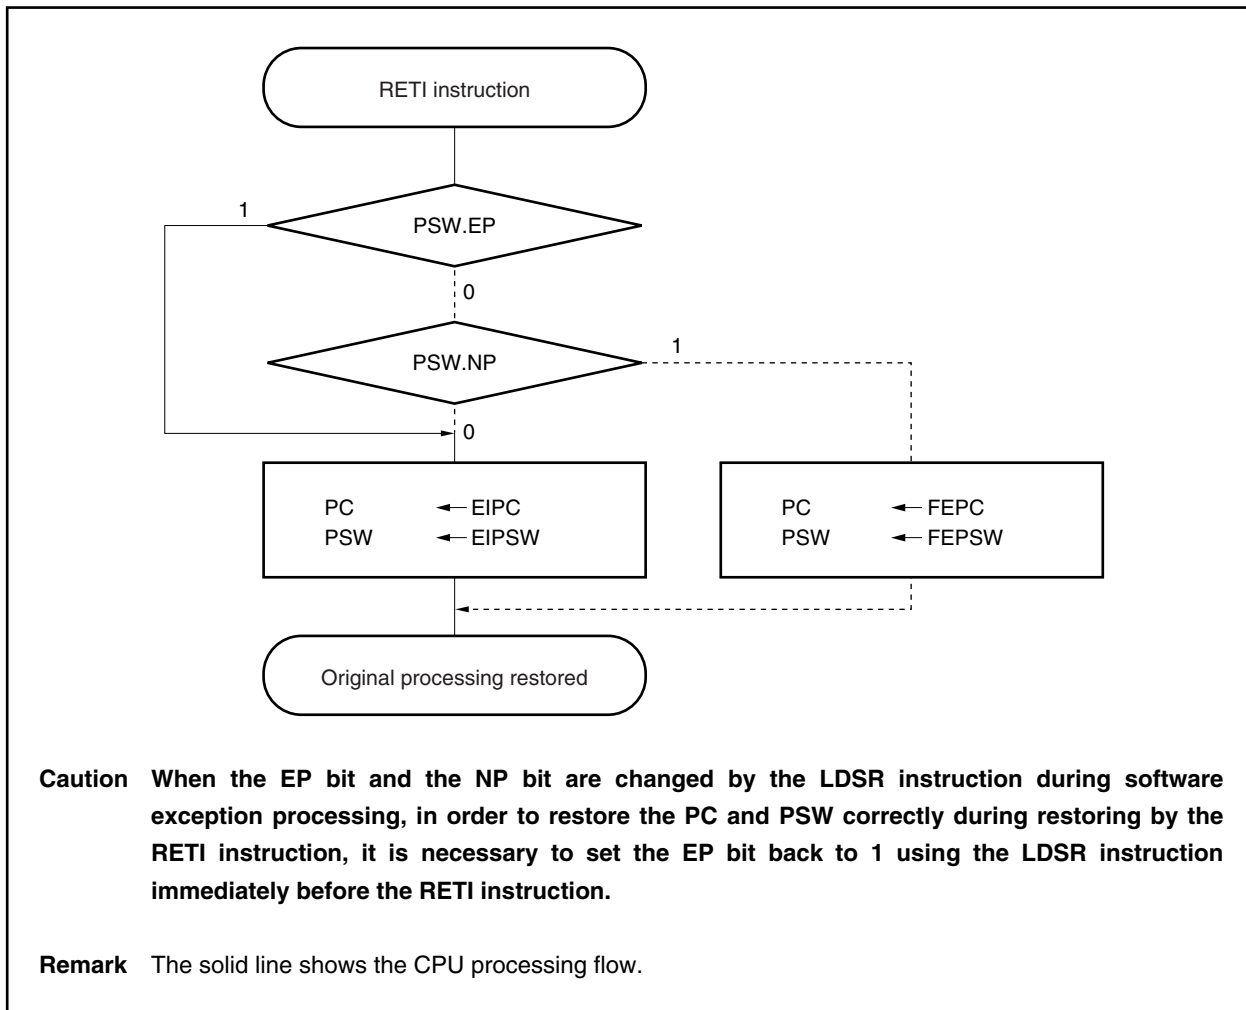 RETI instruction
1
PSW.EP
0
PSW.NP
1
0
PC ← EIPC
PSW ← EIPSW
PC ← FEPC
PSW ← FEPSW
Original processing restored
Caution When the EP bit and the NP bit are changed by the LDSR instruction during software
exception processing, in order to restore the PC and PSW correctly during restoring by the
RETI instruction, it is necessary to set the EP bit back to 1 using the LDSR instruction
immediately before the RETI instruction.
Remark The solid line shows the CPU processing flow.